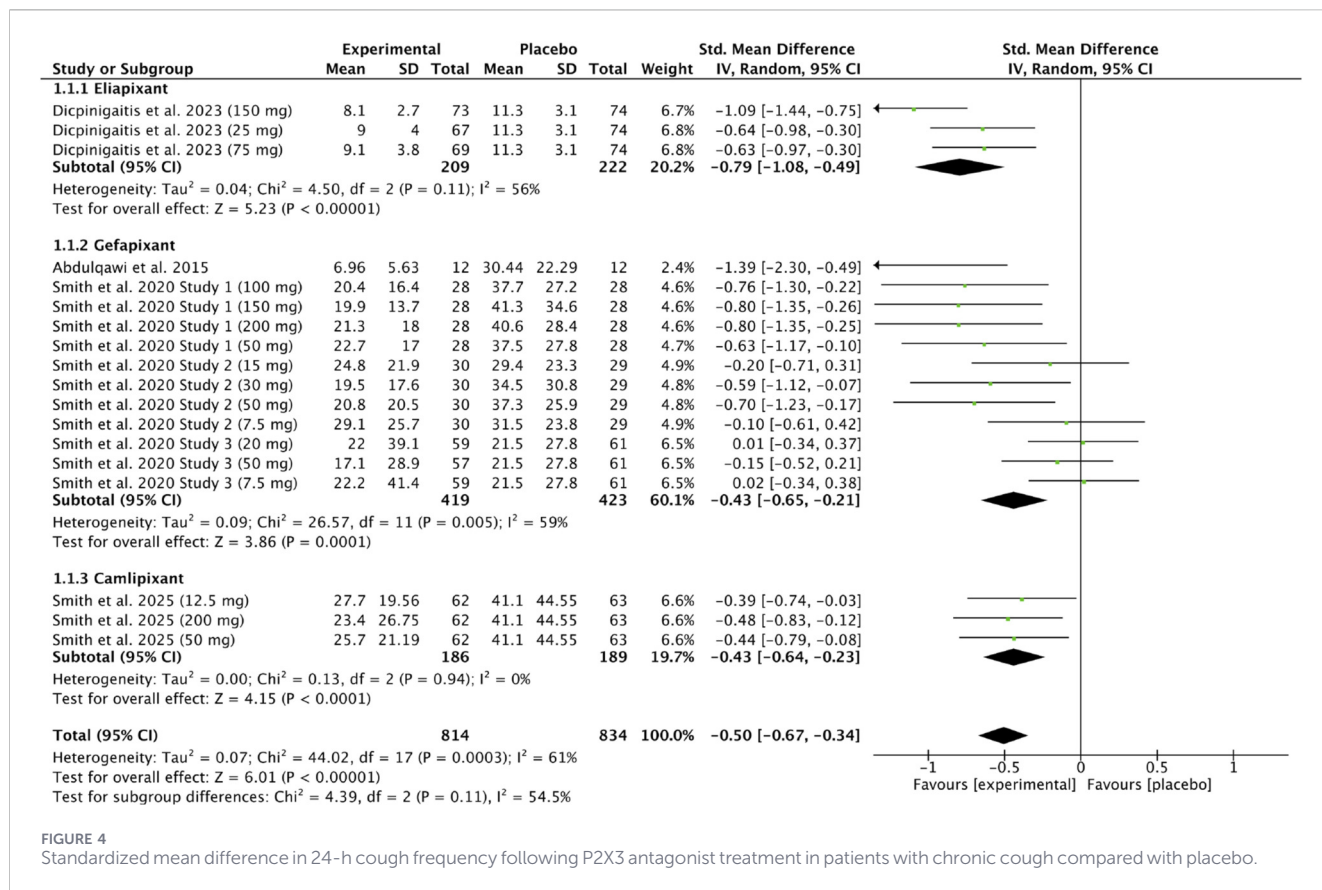 Experimental Placebo Std. Mean Difference Std. Mean Difference
Study or Subgroup Mean SD Total Mean SD Total Weight IV, Random, 95% CI IV, Random, 95% CI
1.1.1 Eliapixant
Dicpinigaitis et al. 2023 (150 mg) 8.1 2.7 73 11.3 3.1 74 6.7% −1.09 [−1.44, −0.75]
Dicpinigaitis et al. 2023 (25 mg) 9 4 67 11.3 3.1 74 6.8% −0.64 [−0.98, −0.30]
Dicpinigaitis et al. 2023 (75 mg) 9.1 3.8 69 11.3 3.1 74 6.8% −0.63 [−0.97, −0.30]
Subtotal (95% CI) 209 222 20.2% −0.79 [−1.08, −0.49]
Heterogeneity: Tau² = 0.04; Chi² = 4.50, df = 2 (P = 0.11); I² = 56%
Test for overall effect: Z = 5.23 (P < 0.00001)
1.1.2 Gefapixant
Abdulqawi et al. 2015 6.96 5.63 12 30.44 22.29 12 2.4% −1.39 [−2.30, −0.49]
Smith et al. 2020 Study 1 (100 mg) 20.4 16.4 28 37.7 27.2 28 4.6% −0.76 [−1.30, −0.22]
Smith et al. 2020 Study 1 (150 mg) 19.9 13.7 28 41.3 34.6 28 4.6% −0.80 [−1.35, −0.26]
Smith et al. 2020 Study 1 (200 mg) 21.3 18 28 40.6 28.4 28 4.6% −0.80 [−1.35, −0.25]
Smith et al. 2020 Study 1 (50 mg) 22.7 17 28 37.5 27.8 28 4.7% −0.63 [−1.17, −0.10]
Smith et al. 2020 Study 2 (15 mg) 24.8 21.9 30 29.4 23.3 29 4.9% −0.20 [−0.71, 0.31]
Smith et al. 2020 Study 2 (30 mg) 19.5 17.6 30 34.5 30.8 29 4.8% −0.59 [−1.12, −0.07]
Smith et al. 2020 Study 2 (50 mg) 20.8 20.5 30 37.3 25.9 29 4.8% −0.70 [−1.23, −0.17]
Smith et al. 2020 Study 2 (7.5 mg) 29.1 25.7 30 31.5 23.8 29 4.9% −0.10 [−0.61, 0.42]
Smith et al. 2020 Study 3 (20 mg) 22 39.1 59 21.5 27.8 61 6.5% 0.01 [−0.34, 0.37]
Smith et al. 2020 Study 3 (50 mg) 17.1 28.9 57 21.5 27.8 61 6.5% −0.15 [−0.52, 0.21]
Smith et al. 2020 Study 3 (7.5 mg) 22.2 41.4 59 21.5 27.8 61 6.5% 0.02 [−0.34, 0.38]
Subtotal (95% CI) 419 423 60.1% −0.43 [−0.65, −0.21]
Heterogeneity: Tau² = 0.09; Chi² = 26.57, df = 11 (P = 0.005); I² = 59%
Test for overall effect: Z = 3.86 (P = 0.0001)
1.1.3 Camlipixant
Smith et al. 2025 (12.5 mg) 27.7 19.56 62 41.1 44.55 63 6.6% −0.39 [−0.74, −0.03]
Smith et al. 2025 (200 mg) 23.4 26.75 62 41.1 44.55 63 6.6% −0.48 [−0.83, −0.12]
Smith et al. 2025 (50 mg) 25.7 21.19 62 41.1 44.55 63 6.6% −0.44 [−0.79, −0.08]
Subtotal (95% CI) 186 189 19.7% −0.43 [−0.64, −0.23]
Heterogeneity: Tau² = 0.00; Chi² = 0.13, df = 2 (P = 0.94); I² = 0%
Test for overall effect: Z = 4.15 (P < 0.0001)
Total (95% CI) 814 834 100.0% −0.50 [−0.67, −0.34]
Heterogeneity: Tau² = 0.07; Chi² = 44.02, df = 17 (P = 0.0003); I² = 61%
Test for overall effect: Z = 6.01 (P < 0.00001)
Test for subgroup differences: Chi² = 4.39, df = 2 (P = 0.11), I² = 54.5%
-1 -0.5 0 0.5 1
Favours [experimental] Favours [placebo]
FIGURE 4
Standardized mean difference in 24-h cough frequency following P2X3 antagonist treatment in patients with chronic cough compared with placebo.